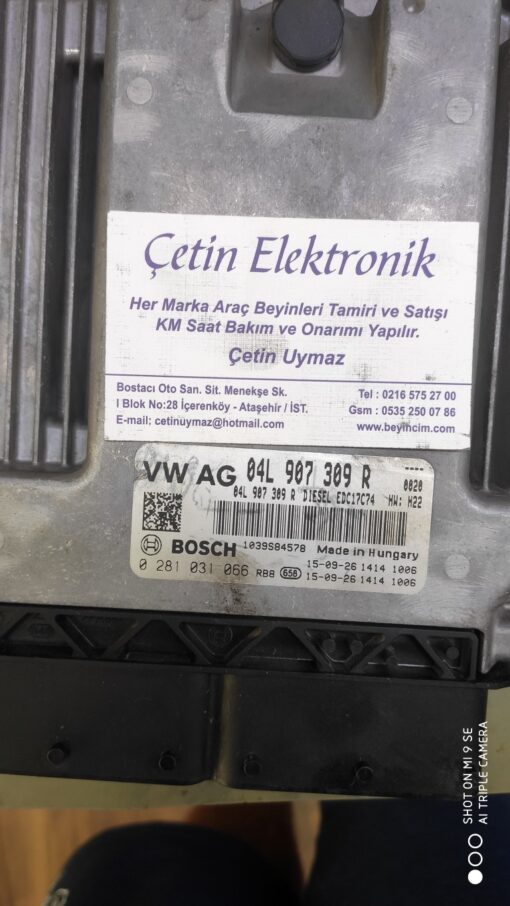 Çetin Elektronik
Her Marka Araç Beyinleri Tamiri ve Satışı
KM Saat Bakım ve Onarımı Yapılır.
Çetin Uymaz
Bostacı Oto San. Sit. Menekşe Sk.
I Blok No:28 İçerenköy - Ataşehir / İST.
E-mail: cetinuymaz@hotmail.com
Tel : 0216 575 27 00
Gsm : 0535 250 07 86
www.beyincim.com
VW AG 04L 907 309 R ----
0020
04L 907 309 R DIESEL EDC17C74 HW: H22
BOSCH 1039S84578 Made in Hungary
0 281 031 066 RBB 656 15-09-26 1414 1006
15-09-26 1414 1006
SHOT ON MI 9 SE
AI TRIPLE CAMERA